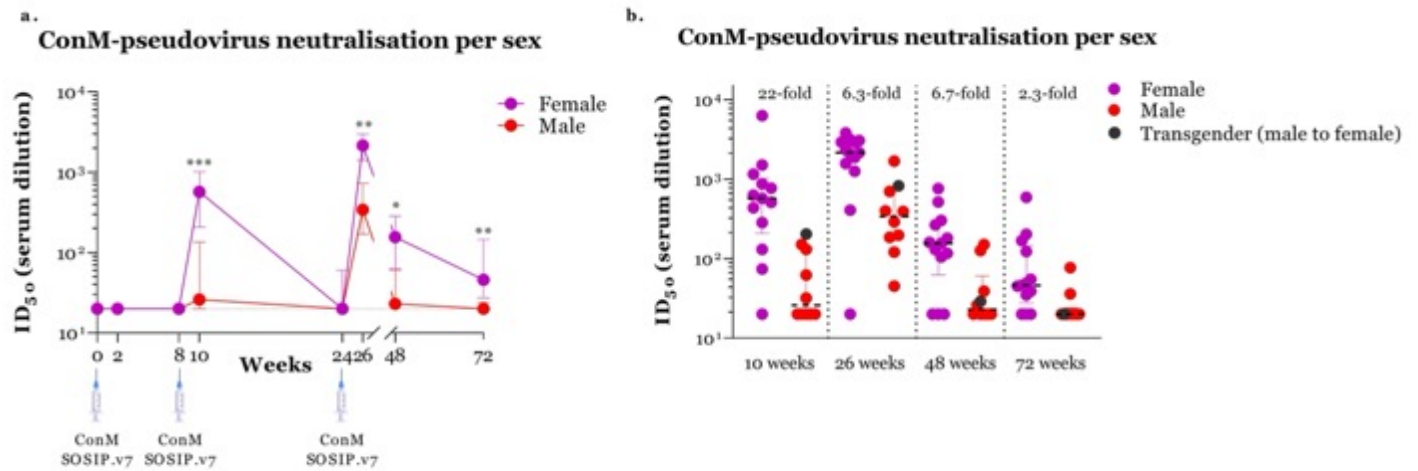 a.
ConM-pseudovirus neutralisation per sex
ID50 (serum dilution)
10⁴
10³
10²
10¹
*** ** * **
Female
Male
0 2 8 10 24 26 48 72
Weeks
ConM ConM ConM
SOSIP.v7 SOSIP.v7 SOSIP.v7
b.
ConM-pseudovirus neutralisation per sex
ID50 (serum dilution)
10⁴
10³
10²
10¹
22-fold 6.3-fold 6.7-fold 2.3-fold
Female
Male
Transgender (male to female)
10 weeks 26 weeks 48 weeks 72 weeks